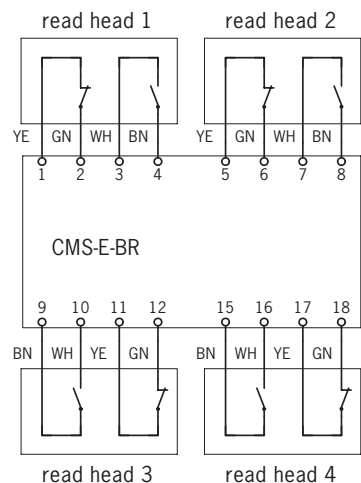 read head 1 read head 2
YE GN WH BN YE GN WH BN
1 2 3 4 5 6 7 8
CMS-E-BR
9 10 11 12 15 16 17 18
BN WH YE GN BN WH YE GN
read head 3 read head 4